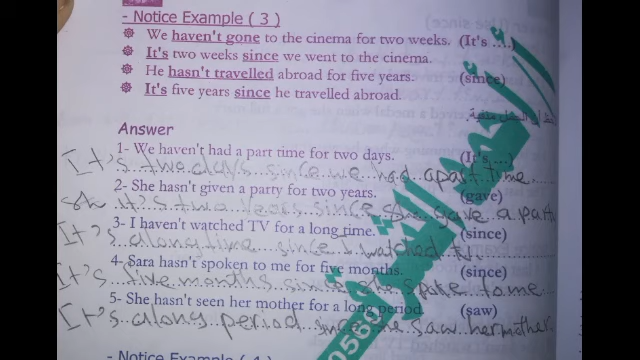 - Notice Example ( 3 )
❊ We haven't gone to the cinema for two weeks. (It's ....)
❊ It's two weeks since we went to the cinema.
❊ He hasn't travelled abroad for five years. (since)
❊ It's five years since he travelled abroad.
Answer
1- We haven't had a part time for two days. (It's ...)
It's two days since we had a part time
2- She hasn't given a party for two years. (gave)
it's two years since she gave a part
3- I haven't watched TV for a long time. (since)
It's along time since I watched t.v
4- Sara hasn't spoken to me for five months. (since)
It's five months since she spoke to me
5- She hasn't seen her mother for a long period. (saw)
It's along period since she saw her mother
- Notice Example ( 4 )
0569